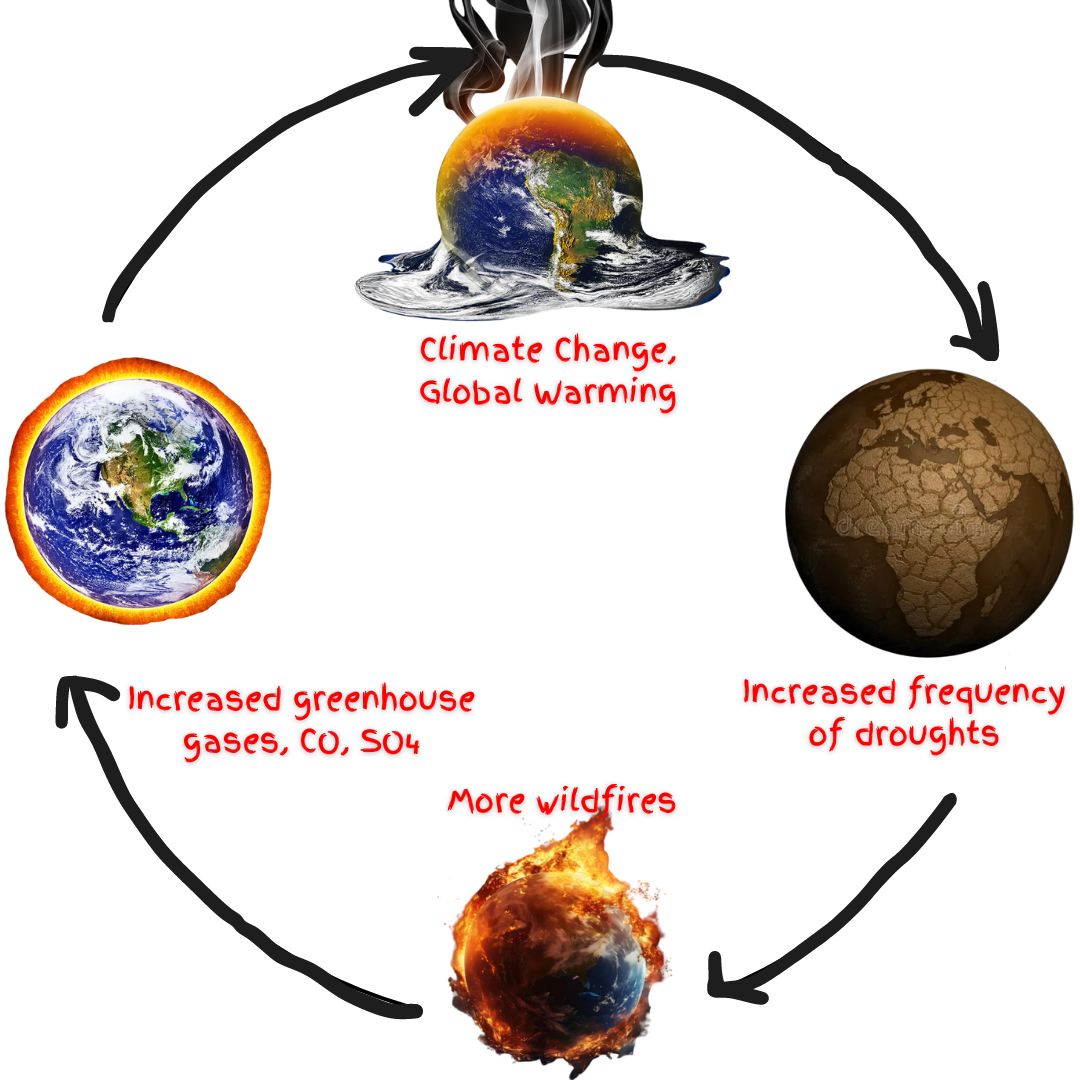 Climate Change,
Global Warming
Increased frequency
of droughts
Increased greenhouse
gases, CO, SO4
More wildfires